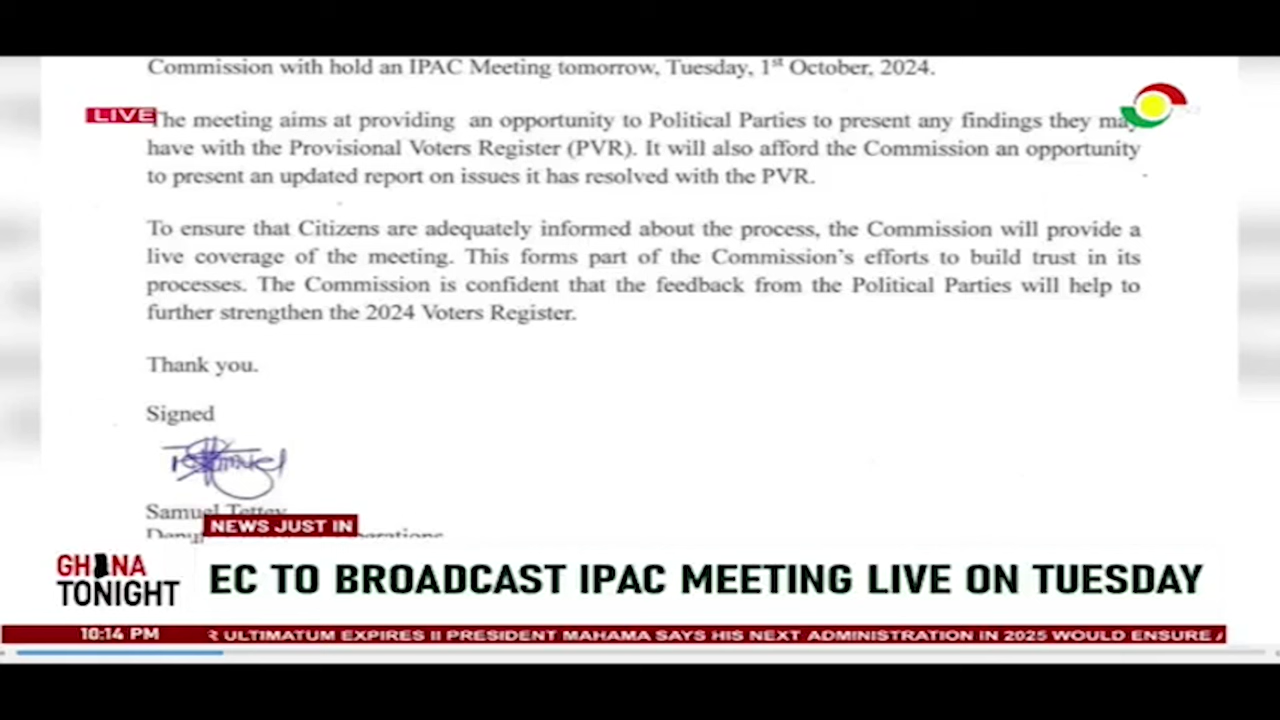 Commission with hold an IPAC Meeting tomorrow, Tuesday, 1st October, 2024.
LIVE
The meeting aims at providing an opportunity to Political Parties to present any findings they may
have with the Provisional Voters Register (PVR). It will also afford the Commission an opportunity
to present an updated report on issues it has resolved with the PVR.
To ensure that Citizens are adequately informed about the process, the Commission will provide a
live coverage of the meeting. This forms part of the Commission's efforts to build trust in its
processes. The Commission is confident that the feedback from the Political Parties will help to
further strengthen the 2024 Voters Register.
Thank you.
Signed
Samuel Tettey
NEWS JUST IN
GHANA
TONIGHT
EC TO BROADCAST IPAC MEETING LIVE ON TUESDAY
10:14 PM
R ULTIMATUM EXPIRES II PRESIDENT MAHAMA SAYS HIS NEXT ADMINISTRATION IN 2025 WOULD ENSURE